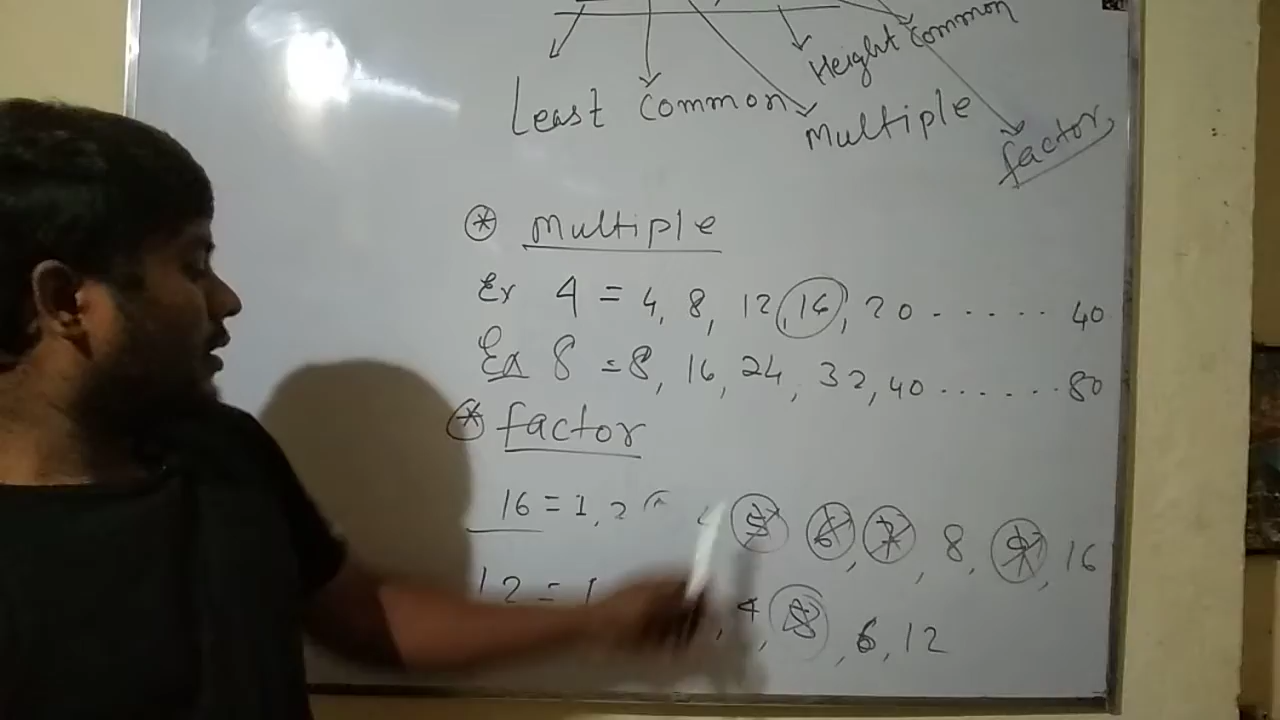 Least Common Multiple
Height Common factor,
* Multiple
Ex 4 = 4, 8, 12, 16, 20 ...... 40
Ex 8 = 8, 16, 24, 32, 40 ....... 80
* factor
16 = 1, 2 4 5 6, 7, 8, 9, 16
12 = 1 , 4, 5, 6, 12